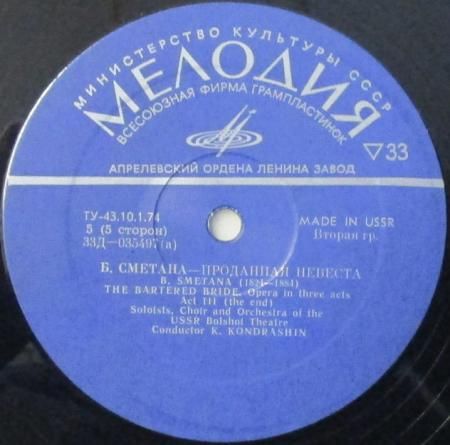 МИНИСТЕРСТВО КУЛЬТУРЫ СССР
МЕЛОДИЯ
ВСЕСОЮЗНАЯ ФИРМА ГРАМПЛАСТИНОК
▽33
АПРЕЛЕВСКИЙ ОРДЕНА ЛЕНИНА ЗАВОД
ТУ-43.10.1.74
5 (5 сторон)
33Д—035497(а)
MADE IN USSR
Вторая гр.
Б. СМЕТАНА—ПРОДАННАЯ НЕВЕСТА
B. SMETANA (1824—1884)
THE BARTERED BRIDE. Opera in three acts
Act III (the end)
Soloists, Choir and Orchestra of the
USSR Bolshoi Theatre
Conductor K. KONDRASHIN